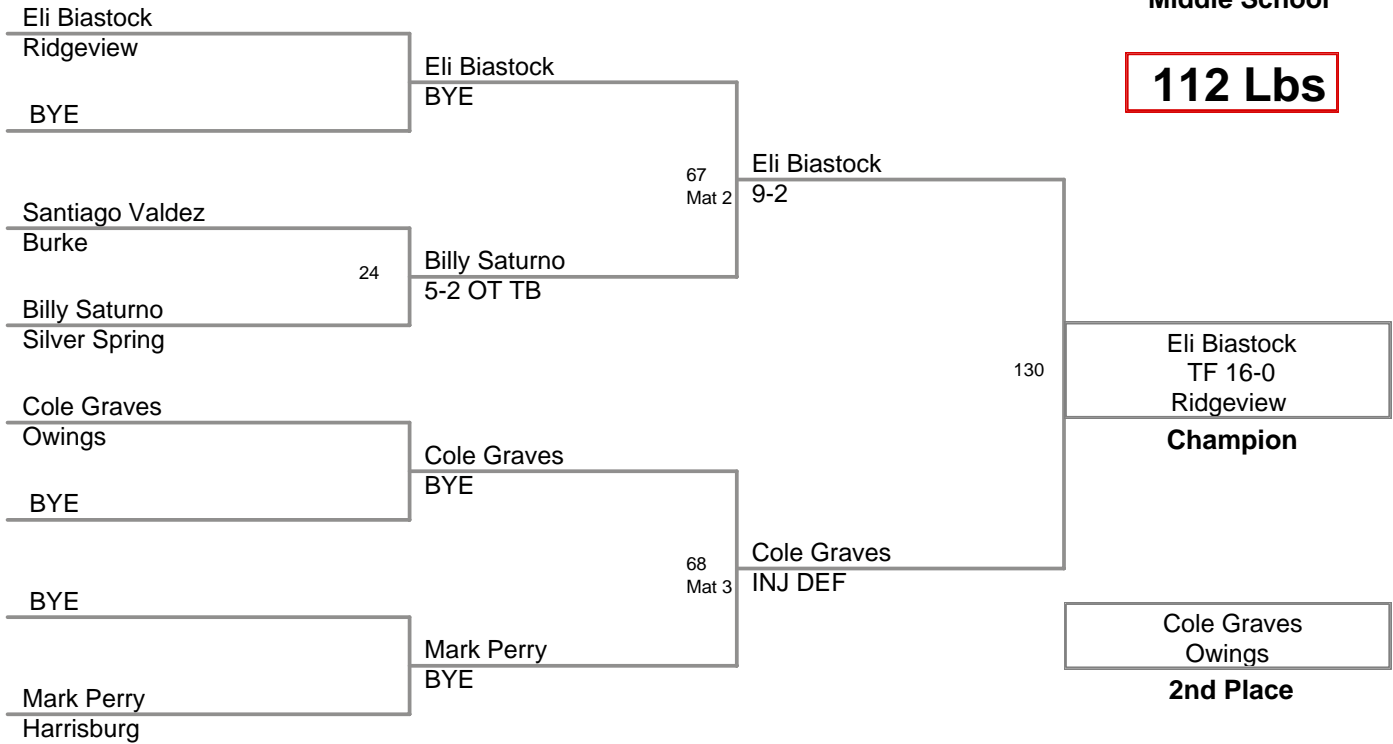 Middle School
112 Lbs
Eli Biastock
Ridgeview
BYE
Santiago Valdez
Burke
24
Billy Saturno
Silver Spring
Cole Graves
Owings
BYE
BYE
Mark Perry
Harrisburg
Eli Biastock
BYE
Billy Saturno
5-2 OT TB
Cole Graves
BYE
Mark Perry
BYE
67
Mat 2
Eli Biastock
9-2
68
Mat 3
Cole Graves
INJ DEF
130
Eli Biastock
TF 16-0
Ridgeview
Champion
Cole Graves
Owings
2nd Place